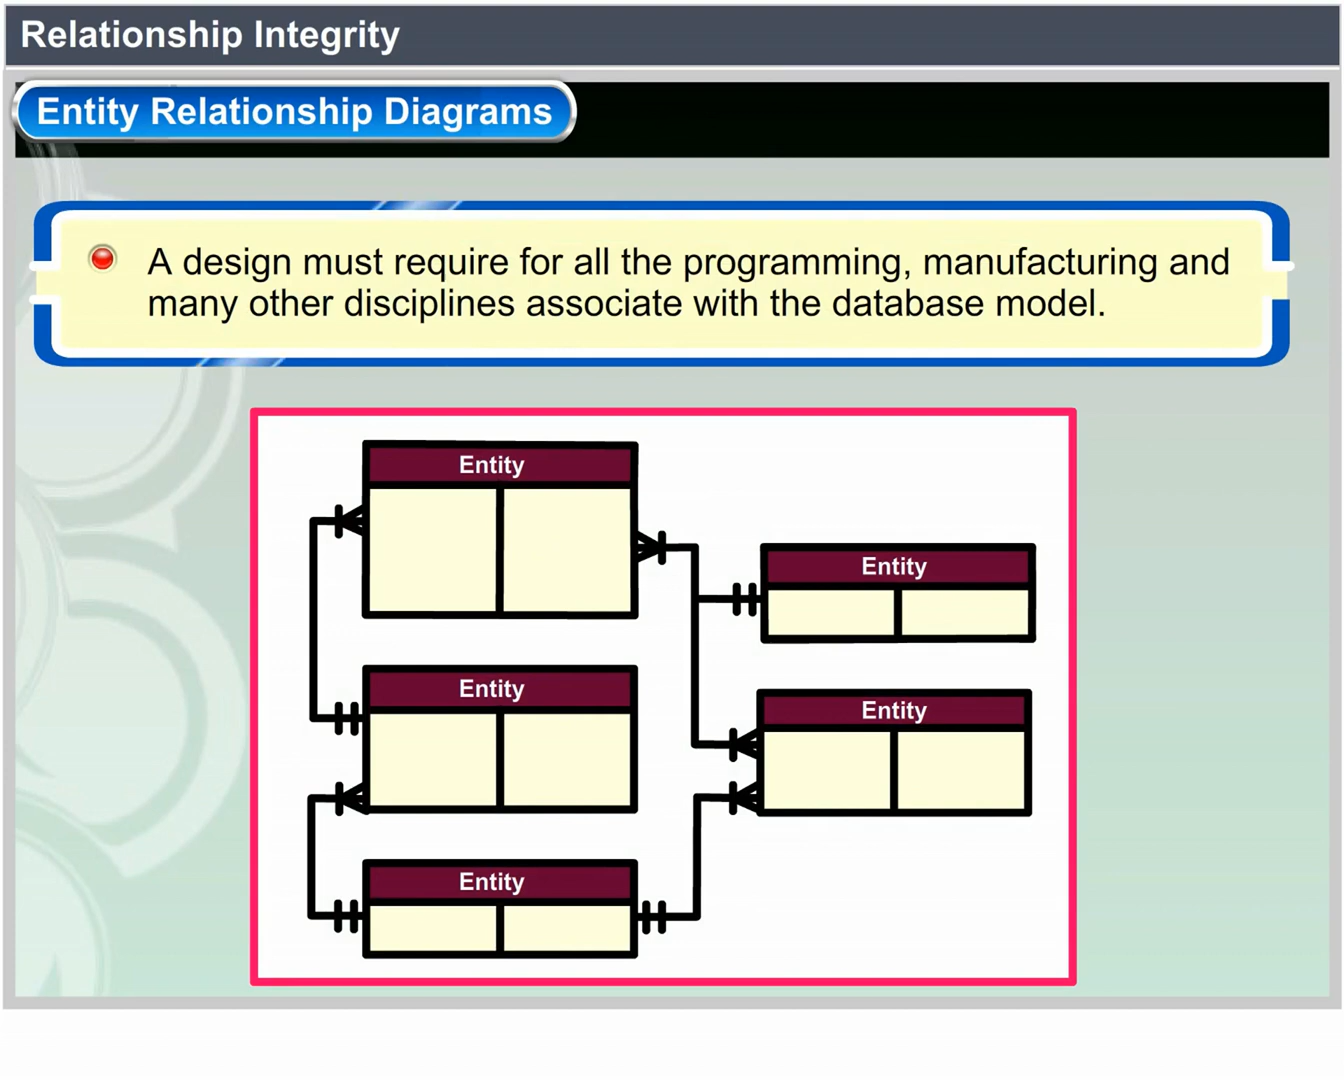 Relationship Integrity
Entity Relationship Diagrams
A design must require for all the programming, manufacturing and
many other disciplines associate with the database model.
Entity
Entity
Entity
Entity
Entity